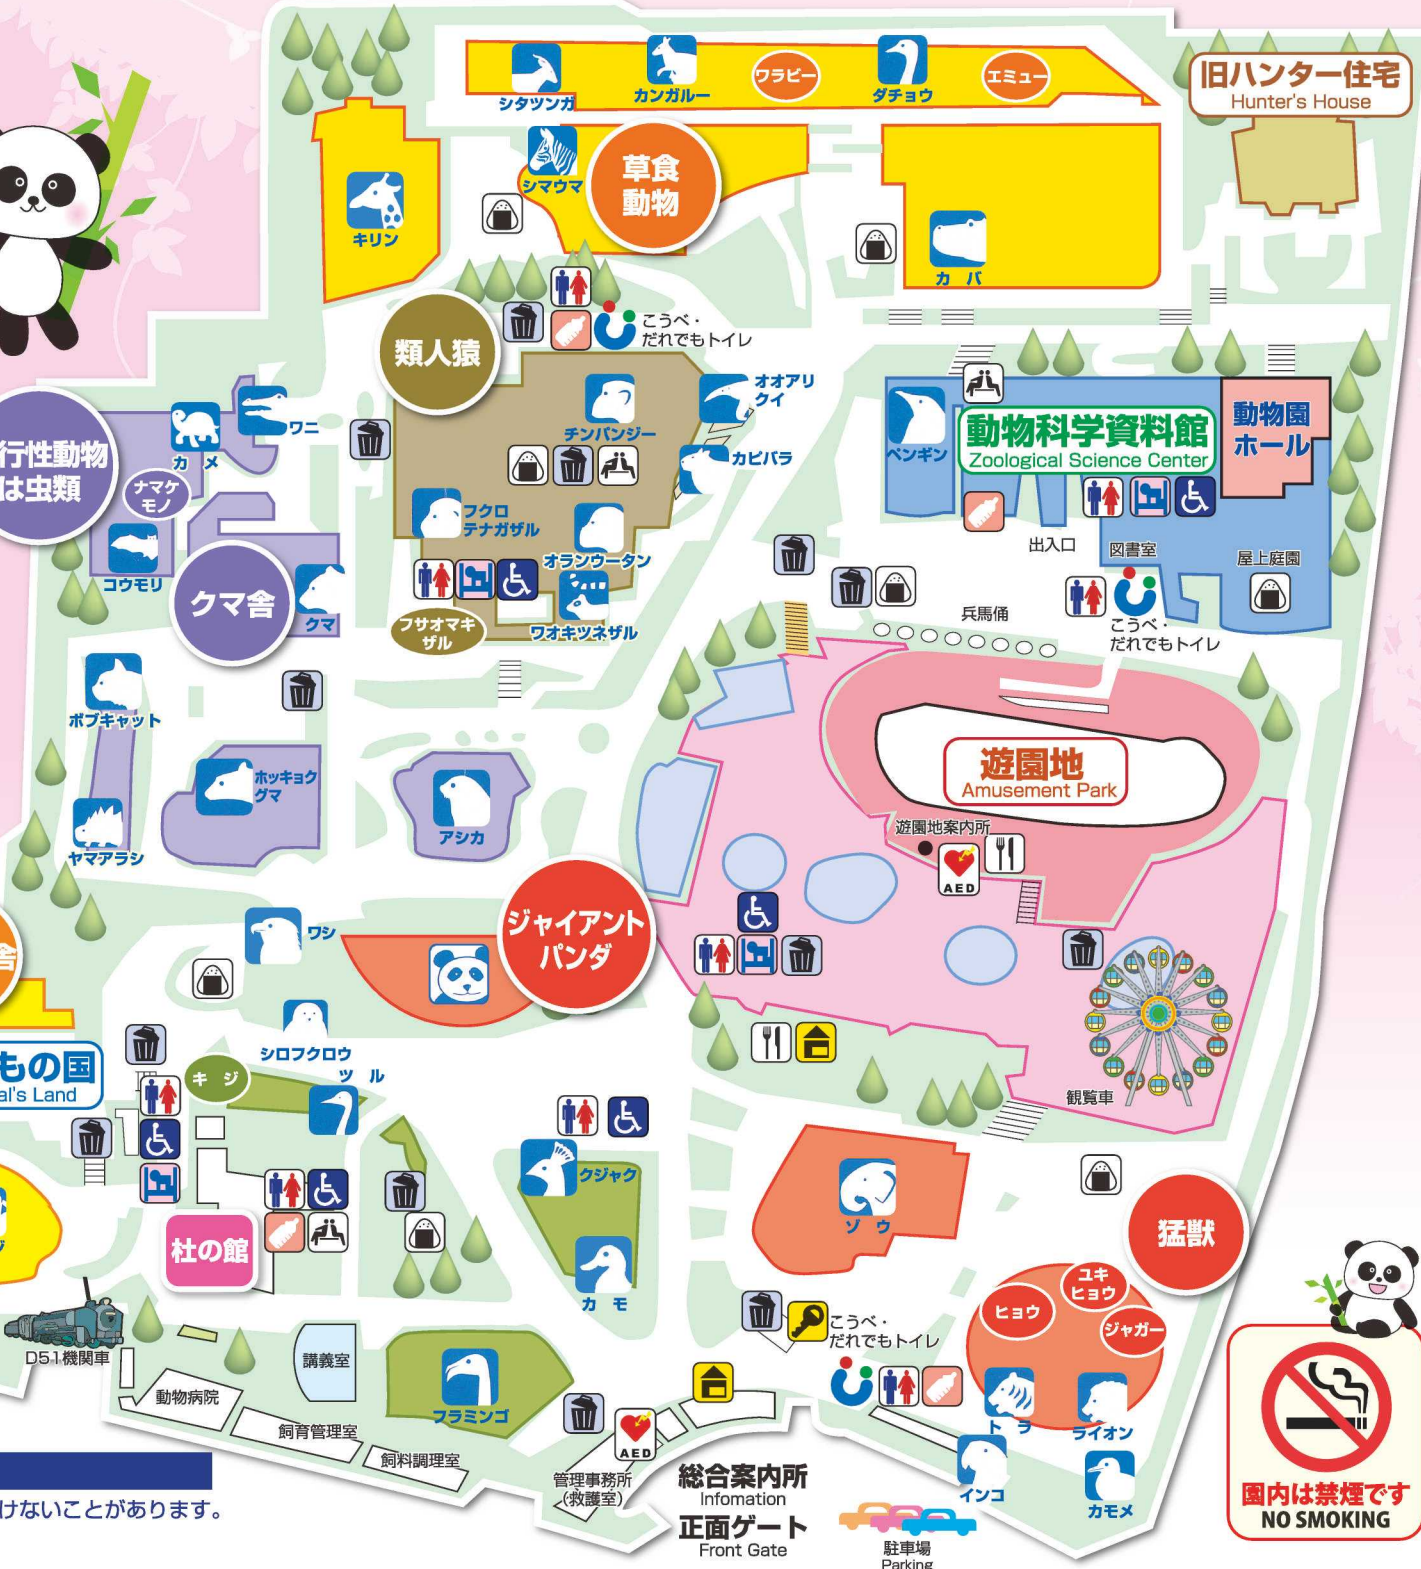 シタツンガ
カンガルー
ワラビー
ダチョウ
エミュー
旧ハンター住宅
Hunter's House
シマウマ
草食
動物
キリン
カバ
類人猿
こうべ・
だれでもトイレ
チンパンジー
オオアリ
クイ
カピバラ
フクロ
テナガザル
オランウータン
フサオマキ
ザル
ワオキツネザル
ペンギン
動物科学資料館
Zoological Science Center
動物園
ホール
出入口
図書室
屋上庭園
こうべ・
だれでもトイレ
兵馬俑
行性動物
は虫類
カメ
ワニ
ナマケ
モノ
コウモリ
クマ舎
クマ
ボブキャット
ホッキョク
グマ
アシカ
ヤマアラシ
遊園地
Amusement Park
遊園地案内所
AED
観覧車
ワシ
ジャイアント
パンダ
舎
シロフクロウ
もの国
al's Land
キジ
ツル
クジャク
カモ
杜の館
ゾウ
猛獣
ヒョウ
ユキ
ヒョウ
ジャガー
トラ
ライオン
インコ
カモメ
こうべ・
だれでもトイレ
ジ
D51機関車
講義室
動物病院
飼育管理室
飼料調理室
フラミンゴ
AED
管理事務所
(救護室)
総合案内所
Infomation
正面ゲート
Front Gate
駐車場
Parking
園内は禁煙です
NO SMOKING
けないことがあります。